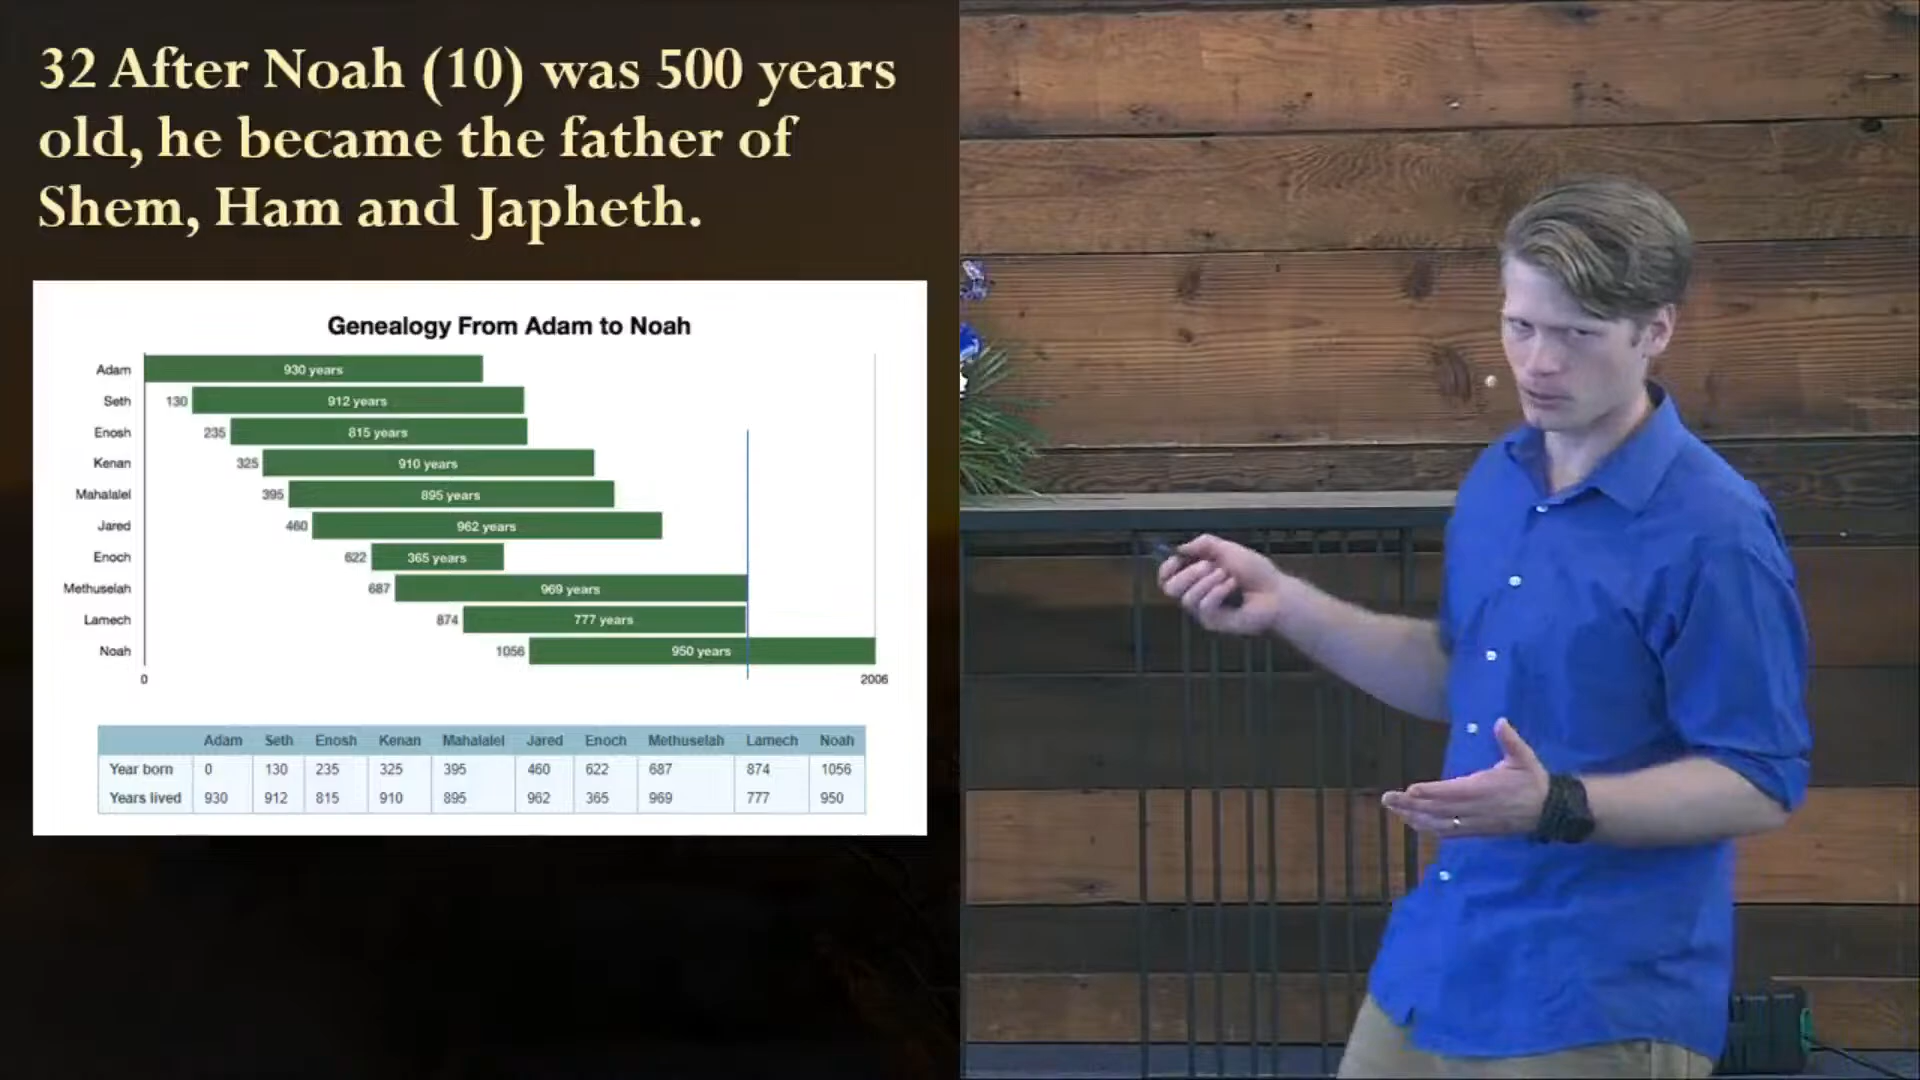 32 After Noah (10) was 500 years
old, he became the father of
Shem, Ham and Japheth.
Genealogy From Adam to Noah
Adam 930 years
Seth 130 912 years
Enosh 235 815 years
Kenan 325 910 years
Mahalalel 395 895 years
Jared 460 962 years
Enoch 622 365 years
Methuselah 687 969 years
Lamech 874 777 years
Noah 1056 950 years
0 2006
Adam Seth Enosh Kenan Mahalalel Jared Enoch Methuselah Lamech Noah
Year born 0 130 235 325 395 460 622 687 874 1056
Years lived 930 912 815 910 895 962 365 969 777 950